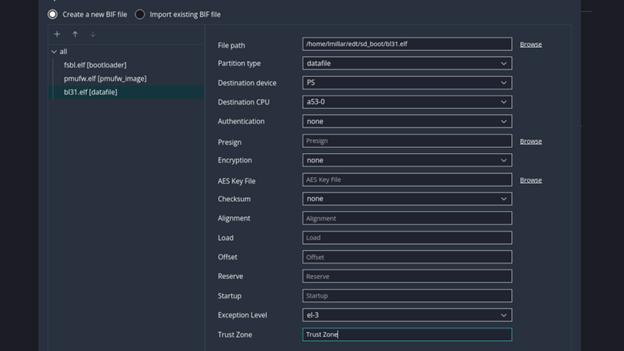 Create a new BIF file Import existing BIF file
all
fsbl.elf [bootloader]
pmufw.elf [pmufw_image]
bl31.elf [datafile]
File path /home/lmillar/edt/sd_boot/bl31.elf Browse
Partition type datafile
Destination device PS
Destination CPU a53-0
Authentication none
Presign Presign Browse
Encryption none
AES Key File AES Key File Browse
Checksum none
Alignment Alignment
Load Load
Offset Offset
Reserve Reserve
Startup Startup
Exception Level el-3
Trust Zone Trust Zone